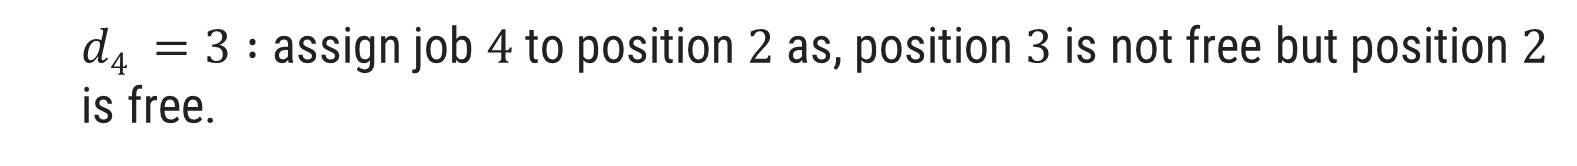 d₄ = 3 : assign job 4 to position 2 as, position 3 is not free but position 2
is free.